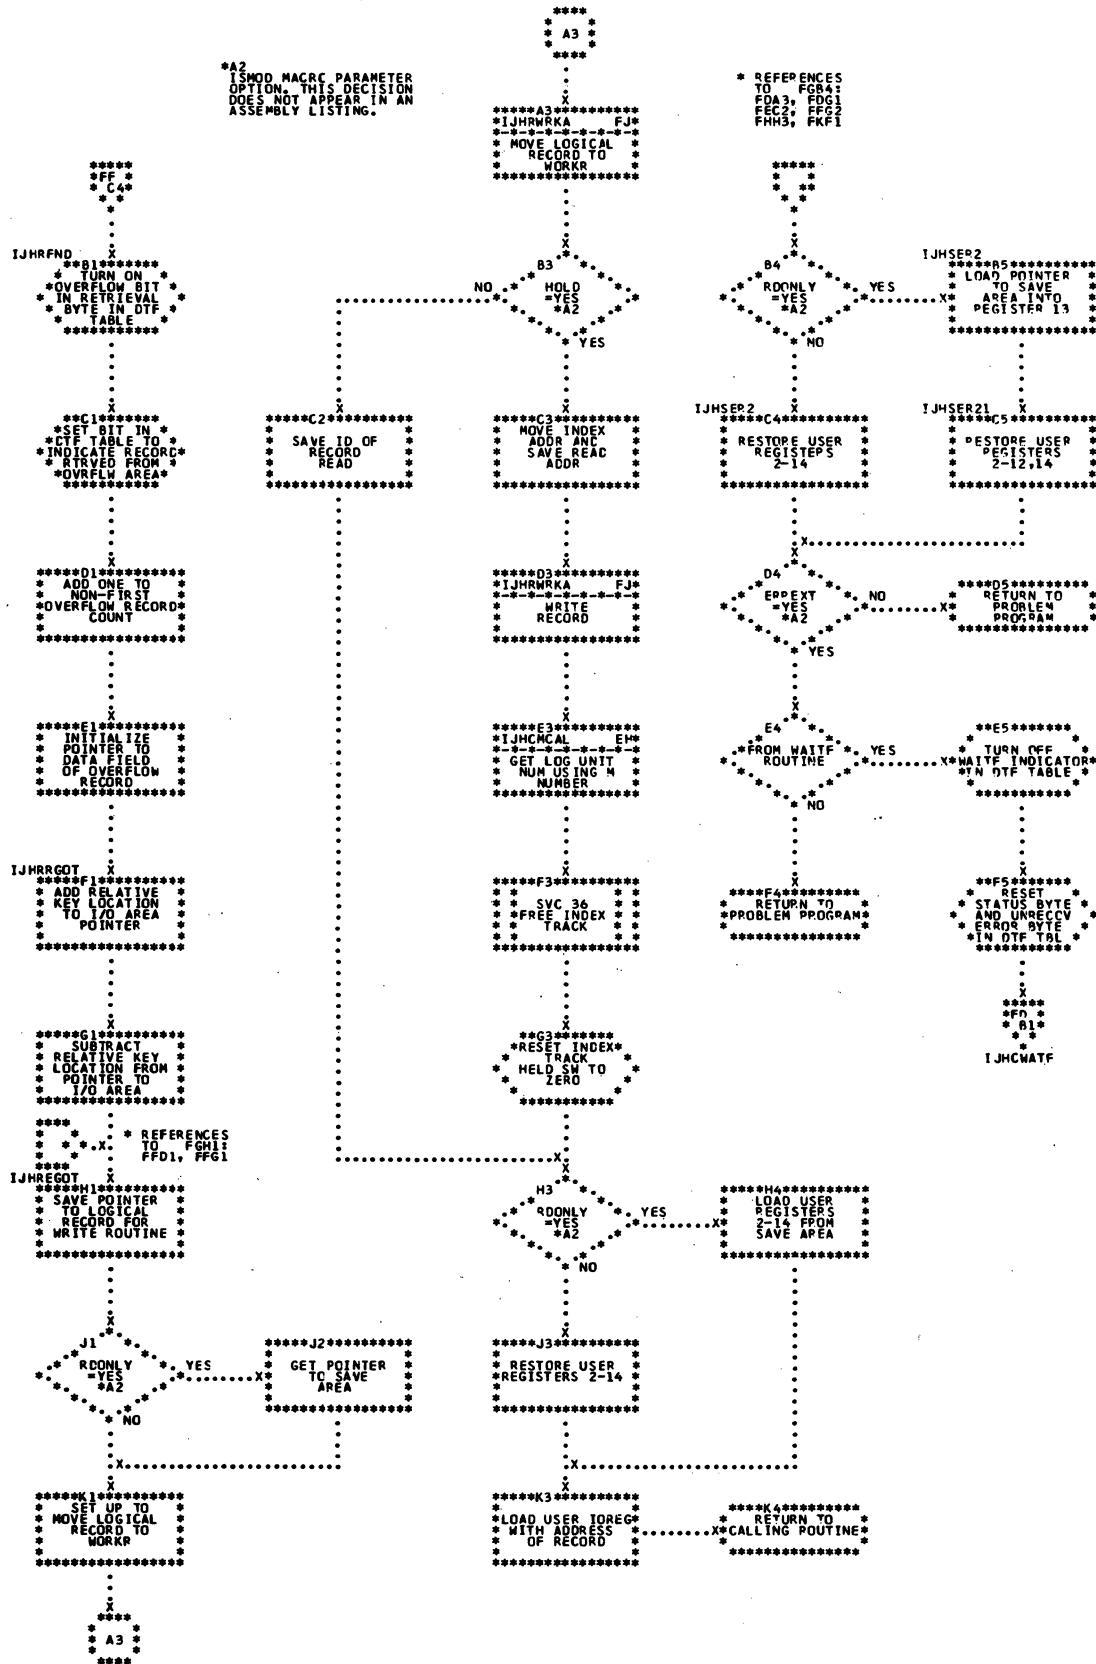 A3
*A2
ISMOD MACRC PARAMETER
OPTION. THIS DECISION
DOES NOT APPEAR IN AN
ASSEMBLY LISTING.
* REFERENCES
TO FGB4:
FDA3, FDG1
FEC2, FFG2
FHH3, FKF1
A3
IJHRWRKA FJ
MOVE LOGICAL
RECORD TO
WORKR
FF
C4
IJHRFND
B1
TURN ON
OVERFLOW BIT
IN RETRIEVAL
BYTE IN DTF
TABLE
B3
HOLD
=YES
*A2
NO
YES
B4
RDONLY
=YES
*A2
YES
NO
IJHSER2
B5
LOAD POINTER
TO SAVE
AREA INTO
PEGISTER 13
C1
SET BIT IN
CTF TABLE TO
INDICATE RECORD
RTRVED FROM
OVRFLW AREA
C2
SAVE ID OF
RECORD
READ
C3
MOVE INDEX
ADDR AND
SAVE READ
ADDR
IJHSER2
C4
RESTORE USER
REGISTEPS
2-14
IJHSER21
C5
RESTORE USER
REGISTERS
2-12,14
D1
ADD ONE TO
NON-FIRST
OVERFLOW RECORD
COUNT
D3
IJHRWRKA FJ
WRITE
RECORD
D4
ERPEXT
=YES
*A2
NO
YES
D5
RETURN TO
PROBLEM
PROGRAM
E1
INITIALIZE
POINTER TO
DATA FIELD
OF OVERFLOW
RECORD
E3
IJHCMCAL EH
GET LOG UNIT
NUM USING M
NUMBER
E4
FROM WAITF
ROUTINE
YES
NO
E5
TURN OFF
WAITF INDICATOR
IN DTF TABLE
IJHRRGOT
F1
ADD RELATIVE
KEY LOCATION
TO I/O AREA
POINTER
F3
SVC 36
FREE INDEX
TRACK
F4
RETURN TO
PROBLEM PROGRAM
F5
RESET
STATUS BYTE
AND UNRECCV
ERROR BYTE
IN DTF TBL
G1
SUBTRACT
RELATIVE KEY
LOCATION FROM
POINTER TO
I/O AREA
G3
RESET INDEX
TRACK
HELD SW TO
ZERO
B1
IJHCWATF
* REFERENCES
TO FGH1:
FFD1, FFG1
IJHREGOT
H1
SAVE POINTER
TO LOGICAL
RECORD FOR
WRITE ROUTINE
H3
RDONLY
=YES
*A2
YES
NO
H4
LOAD USER
REGISTERS
2-14 FROM
SAVE AREA
J1
RDONLY
=YES
*A2
YES
NO
J2
GET POINTER
TO SAVE
AREA
J3
RESTORE USER
REGISTERS 2-14
K1
SET UP TO
MOVE LOGICAL
RECORD TO
WORKR
K3
LOAD USER IOREG
WITH ADDRESS
OF RECORD
K4
RETURN TO
CALLING ROUTINE
A3